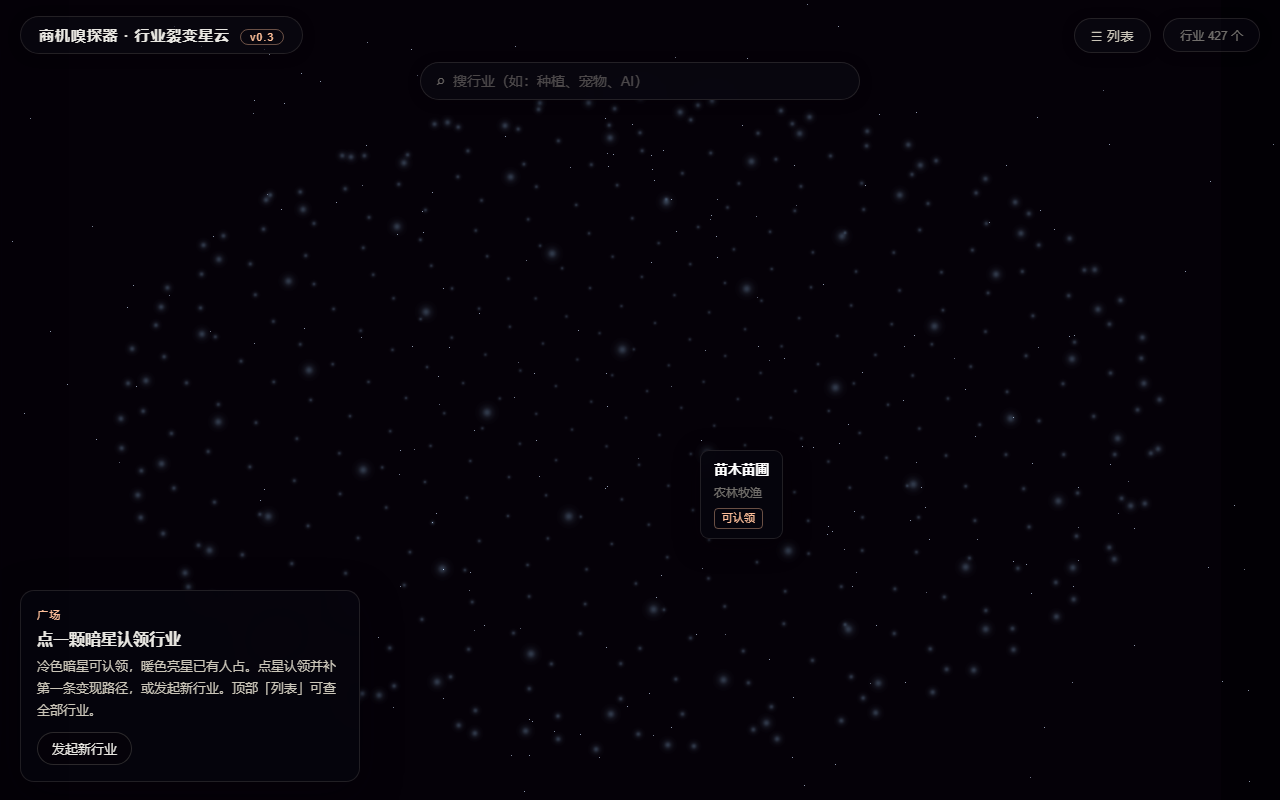 商机嗅探器 · 行业裂变星云 v0.3
☰ 列表
行业 427 个
搜行业（如：种植、宠物、AI）
苗木苗圃
农林牧渔
可认领
广场
点一颗暗星认领行业
冷色暗星可认领，暖色亮星已有人占。点星认领并补
第一条变现路径，或发起新行业。顶部「列表」可查
全部行业。
发起新行业